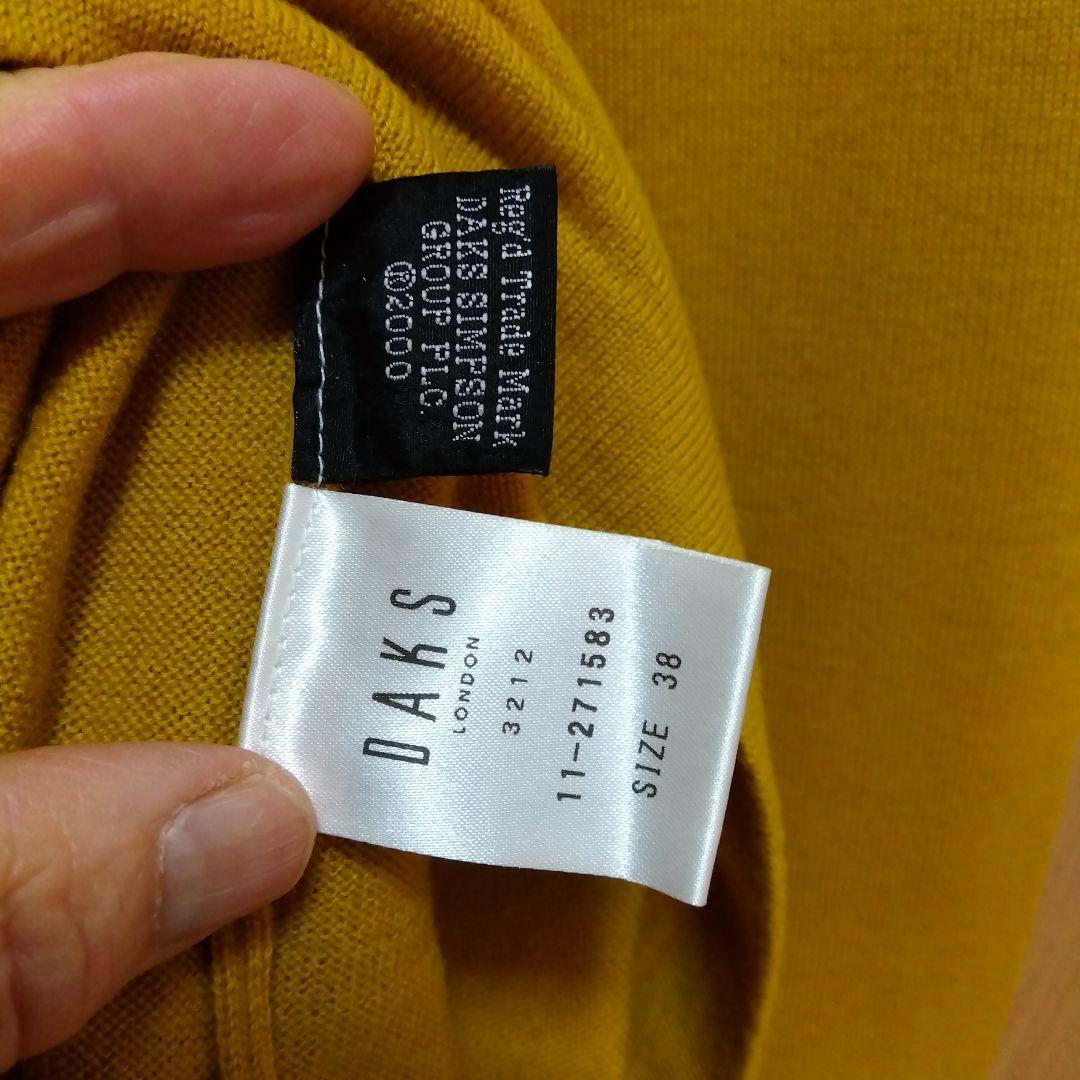 Reg'd Trade Mark
DAKS SIMPSON
GROUP PLC.
©2000
DAKS
LONDON
3212
11-271583
SIZE 38